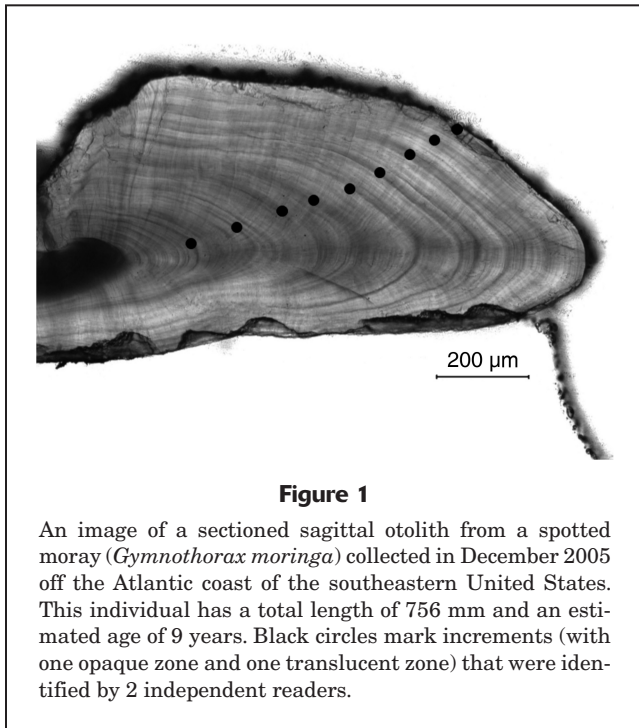 200 µm
Figure 1
An image of a sectioned sagittal otolith from a spotted
moray (Gymnothorax moringa) collected in December 2005
off the Atlantic coast of the southeastern United States.
This individual has a total length of 756 mm and an esti-
mated age of 9 years. Black circles mark increments (with
one opaque zone and one translucent zone) that were iden-
tified by 2 independent readers.